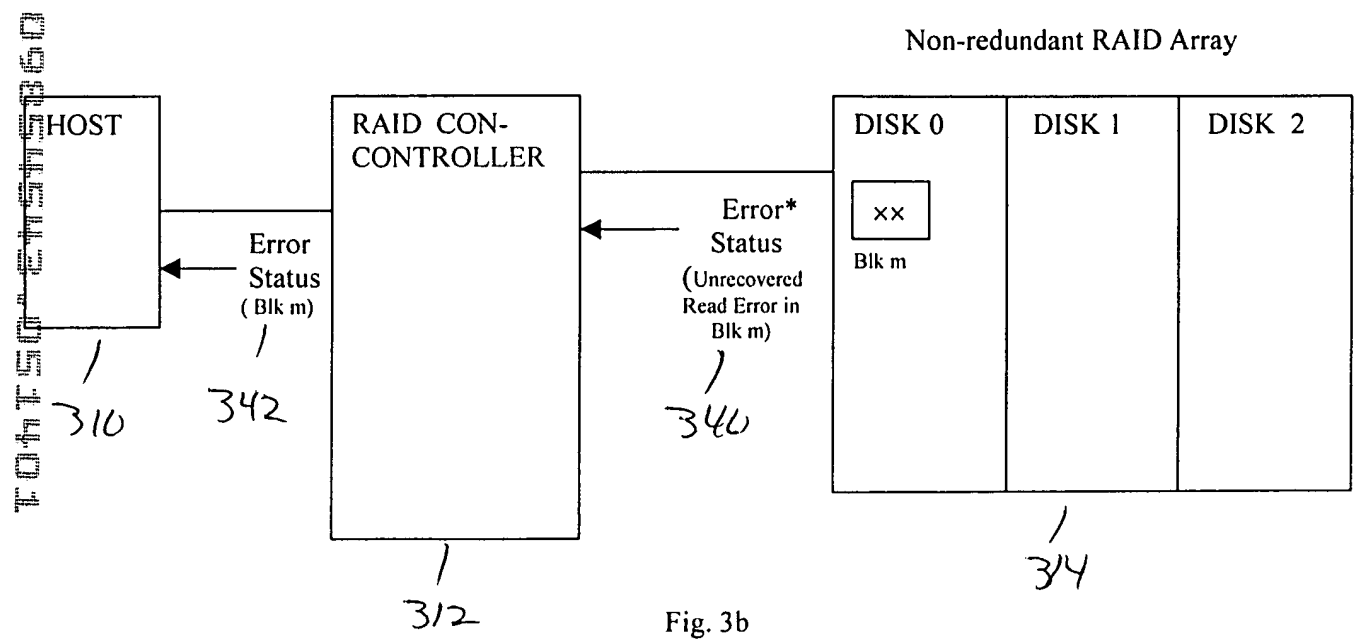 Non-redundant RAID Array
HOST
RAID CON-
CONTROLLER
DISK 0
DISK 1
DISK 2
Error
Status
( Blk m)
Error*
Status
(Unrecovered
Read Error in
Blk m)
××
Blk m
310
342
340
312
314
Fig. 3b